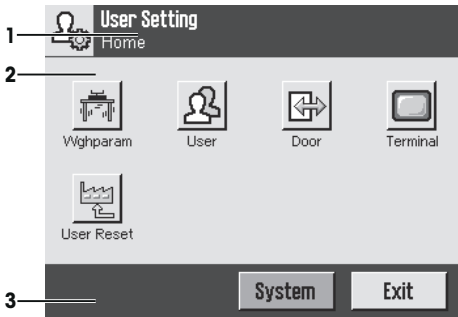 User Setting
1
Home
2
Wghparam User Door Terminal
User Reset
3
System Exit